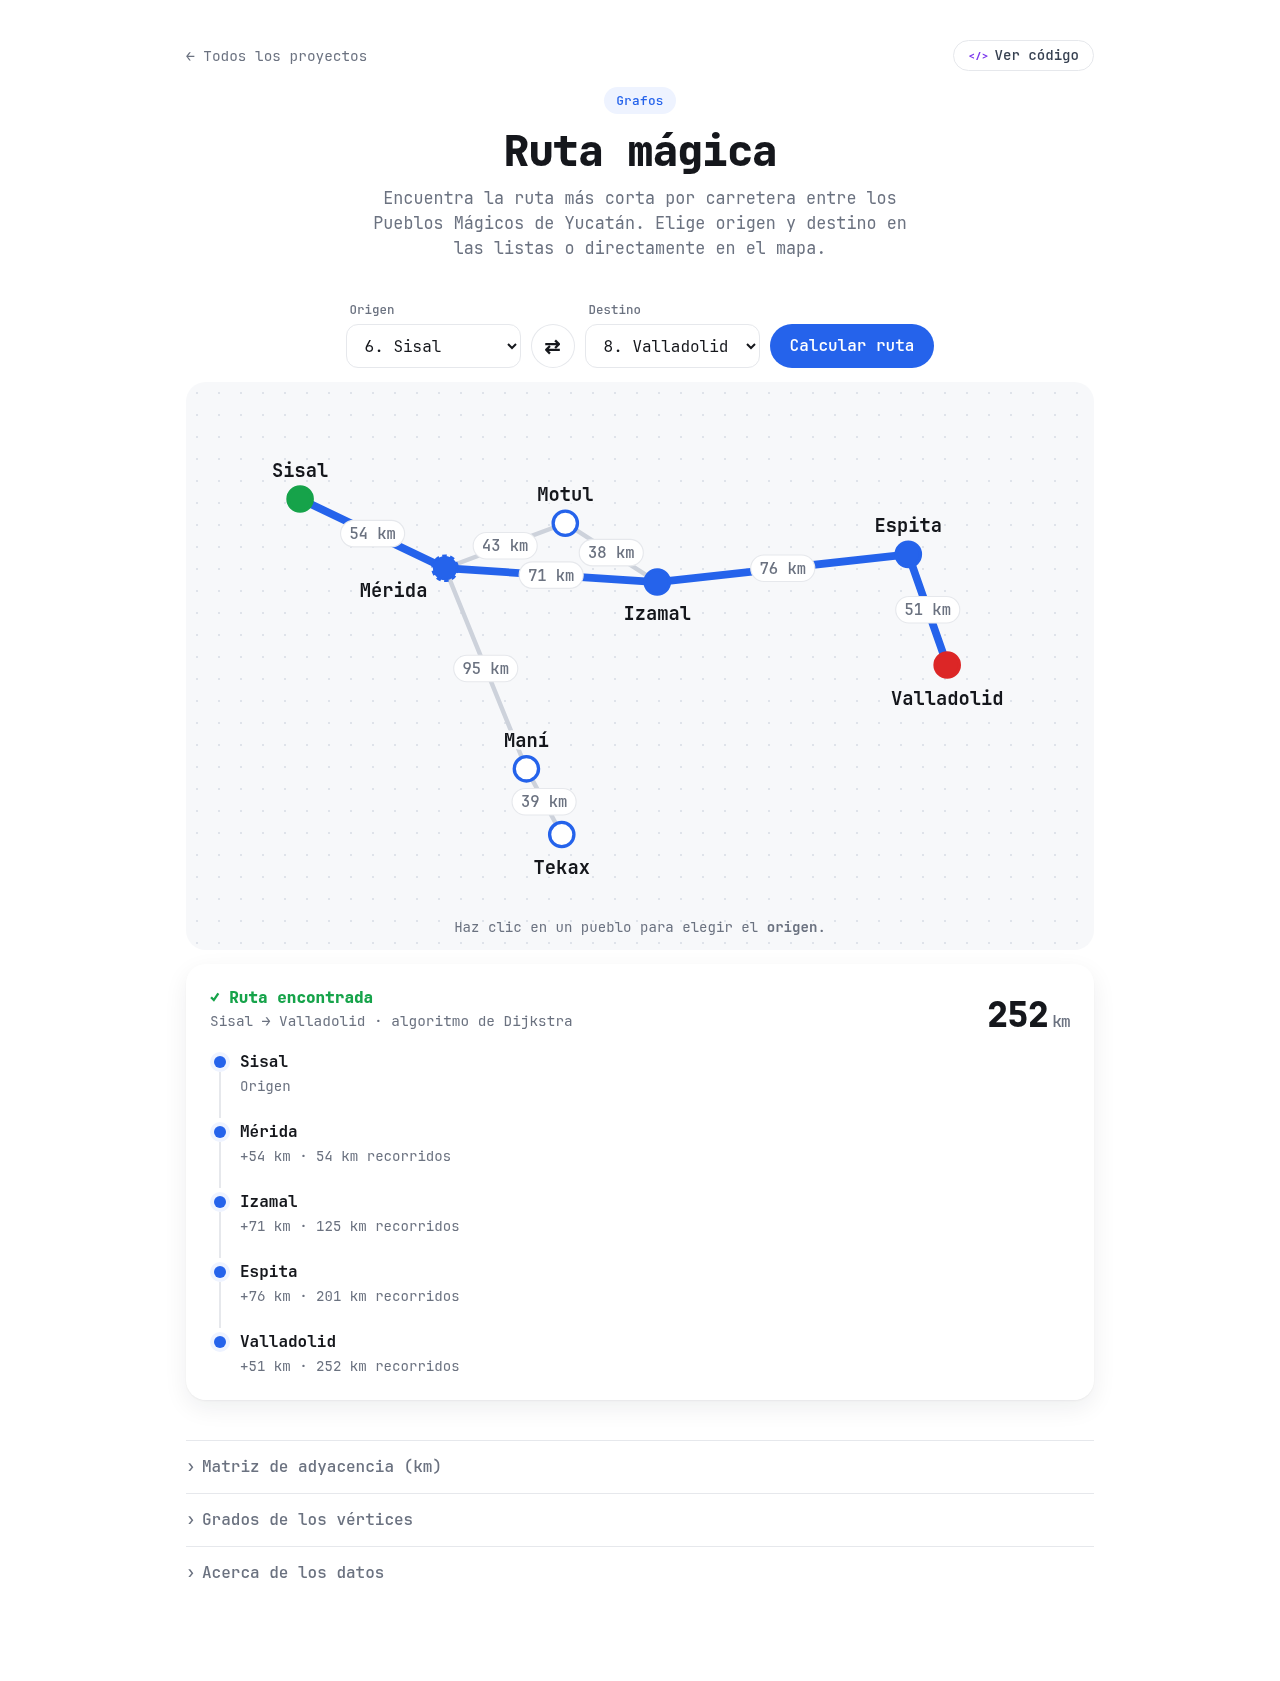 ← Todos los proyectos
</> Ver código
Grafos
Ruta mágica
Encuentra la ruta más corta por carretera entre los
Pueblos Mágicos de Yucatán. Elige origen y destino en
las listas o directamente en el mapa.
Origen
Destino
6. Sisal
⇄
8. Valladolid
Calcular ruta
Sisal
Motul
Espita
54 km
43 km
38 km
71 km
76 km
Mérida
Izamal
51 km
95 km
Valladolid
Maní
39 km
Tekax
Haz clic en un pueblo para elegir el origen.
✓ Ruta encontrada
Sisal → Valladolid · algoritmo de Dijkstra
252 km
Sisal
Origen
Mérida
+54 km · 54 km recorridos
Izamal
+71 km · 125 km recorridos
Espita
+76 km · 201 km recorridos
Valladolid
+51 km · 252 km recorridos
› Matriz de adyacencia (km)
› Grados de los vértices
› Acerca de los datos